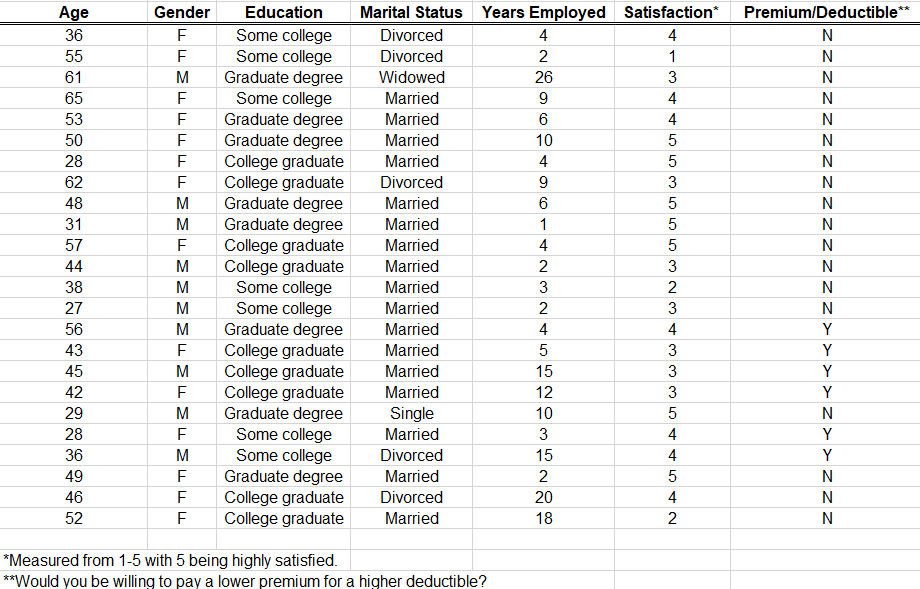 Age Gender Education Marital Status Years Employed Satisfaction* Premium/Deductible**
36 F Some college Divorced 4 4 N
55 F Some college Divorced 2 1 N
61 M Graduate degree Widowed 26 3 N
65 F Some college Married 9 4 N
53 F Graduate degree Married 6 4 N
50 F Graduate degree Married 10 5 N
28 F College graduate Married 4 5 N
62 F College graduate Divorced 9 3 N
48 M Graduate degree Married 6 5 N
31 M Graduate degree Married 1 5 N
57 F College graduate Married 4 5 N
44 M College graduate Married 2 3 N
38 M Some college Married 3 2 N
27 M Some college Married 2 3 N
56 M Graduate degree Married 4 4 Y
43 F College graduate Married 5 3 Y
45 M College graduate Married 15 3 Y
42 F College graduate Married 12 3 Y
29 M Graduate degree Single 10 5 N
28 F Some college Married 3 4 Y
36 M Some college Divorced 15 4 Y
49 F Graduate degree Married 2 5 N
46 F College graduate Divorced 20 4 N
52 F College graduate Married 18 2 N
*Measured from 1-5 with 5 being highly satisfied.
**Would you be willing to pay a lower premium for a higher deductible?